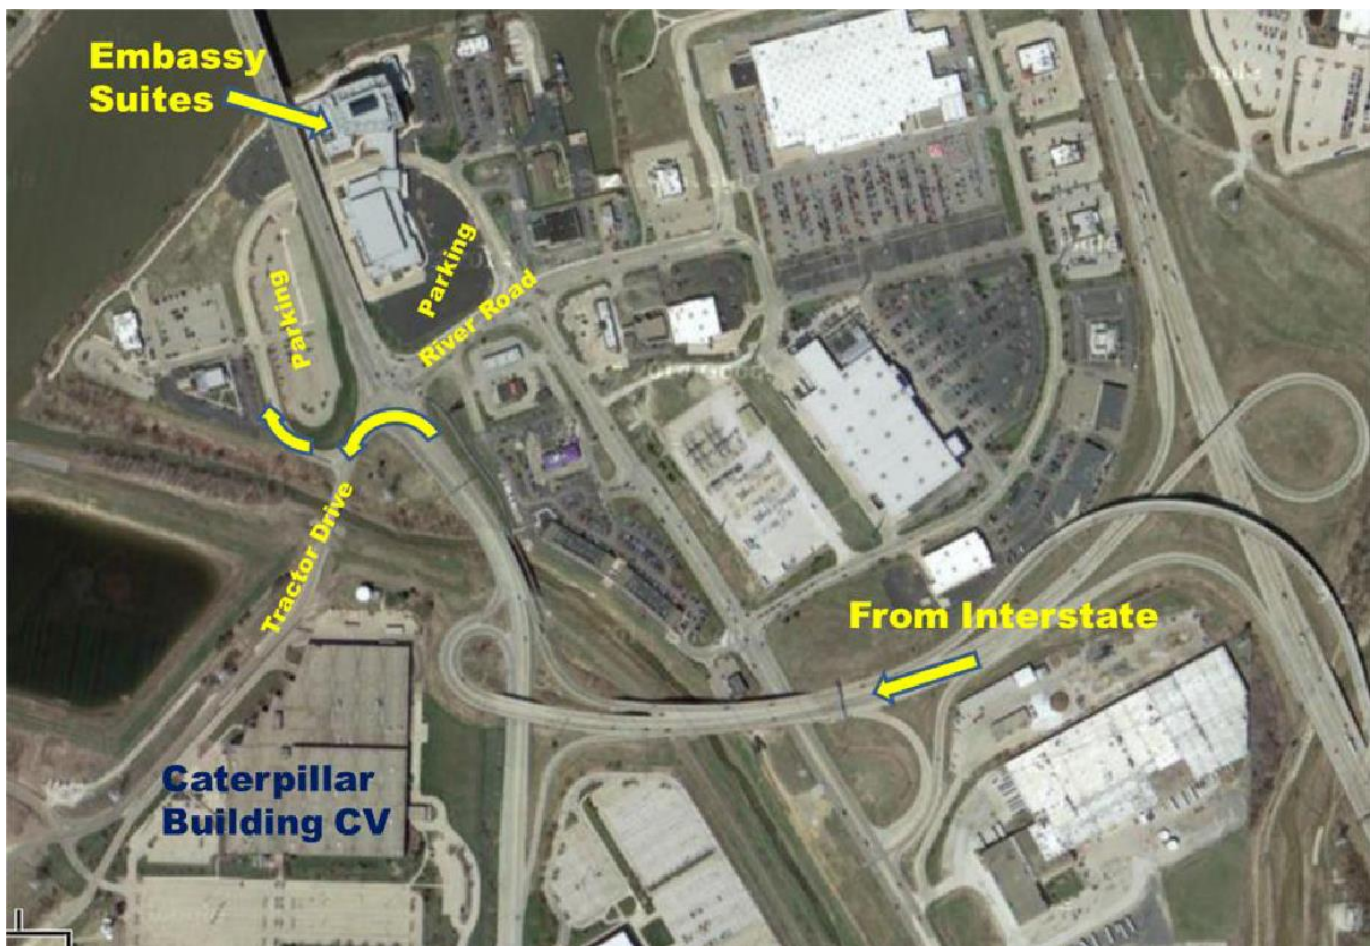 Embassy
Suites
Parking
Parking
River Road
Tractor Drive
From Interstate
Caterpillar
Building CV